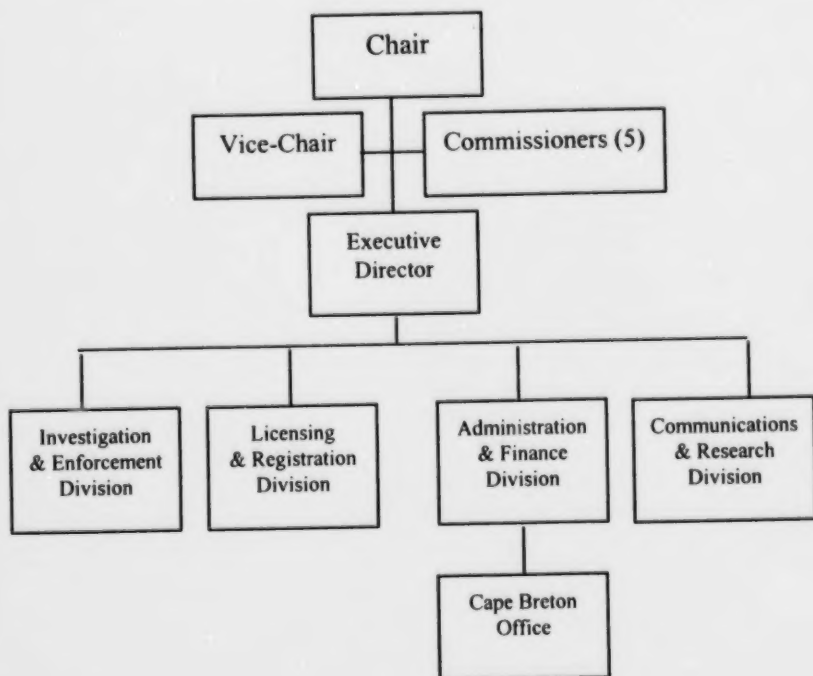 Chair
Vice-Chair
Commissioners (5)
Executive
Director
Investigation
& Enforcement
Division
Licensing
& Registration
Division
Administration
& Finance
Division
Communications
& Research
Division
Cape Breton
Office